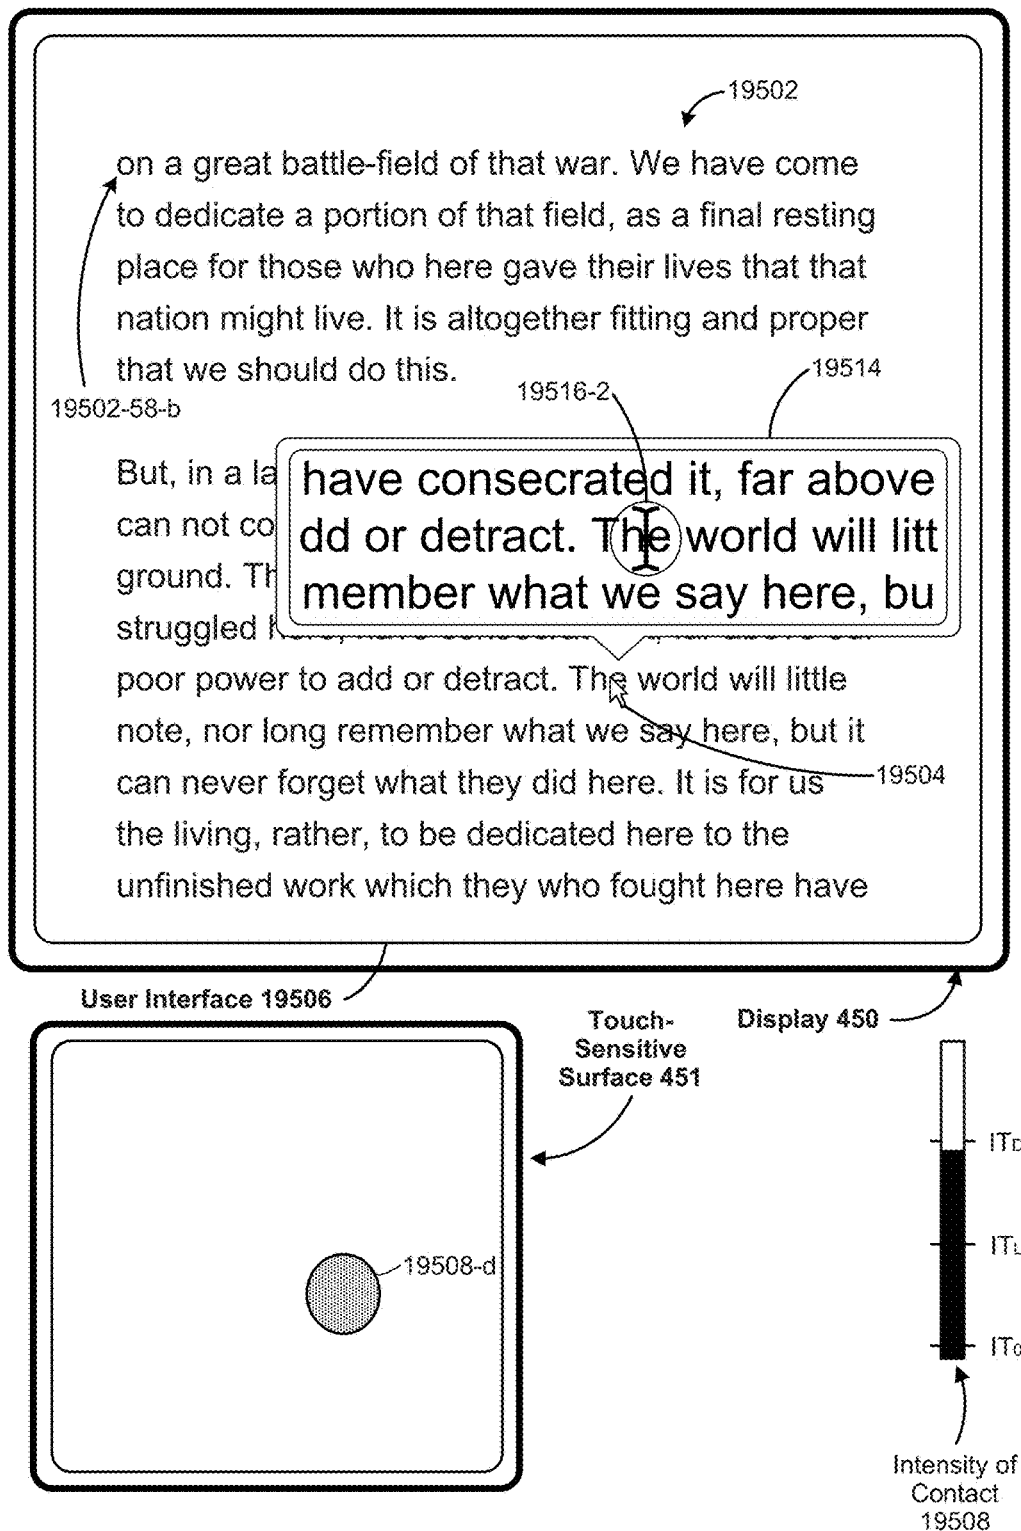 19502
on a great battle-field of that war. We have come
to dedicate a portion of that field, as a final resting
place for those who here gave their lives that that
nation might live. It is altogether fitting and proper
that we should do this.
19514
19516-2
19502-58-b
But, in a la
can not co
ground. Th
struggled
have consecrated it, far above
dd or detract. The world will litt
member what we say here, bu
poor power to add or detract. The world will little
note, nor long remember what we say here, but it
can never forget what they did here. It is for us
19504
the living, rather, to be dedicated here to the
unfinished work which they who fought here have
User Interface 19506
Display 450
Touch-
Sensitive
Surface 451
19508-d
ITD
ITL
IT0
Intensity of
Contact
19508